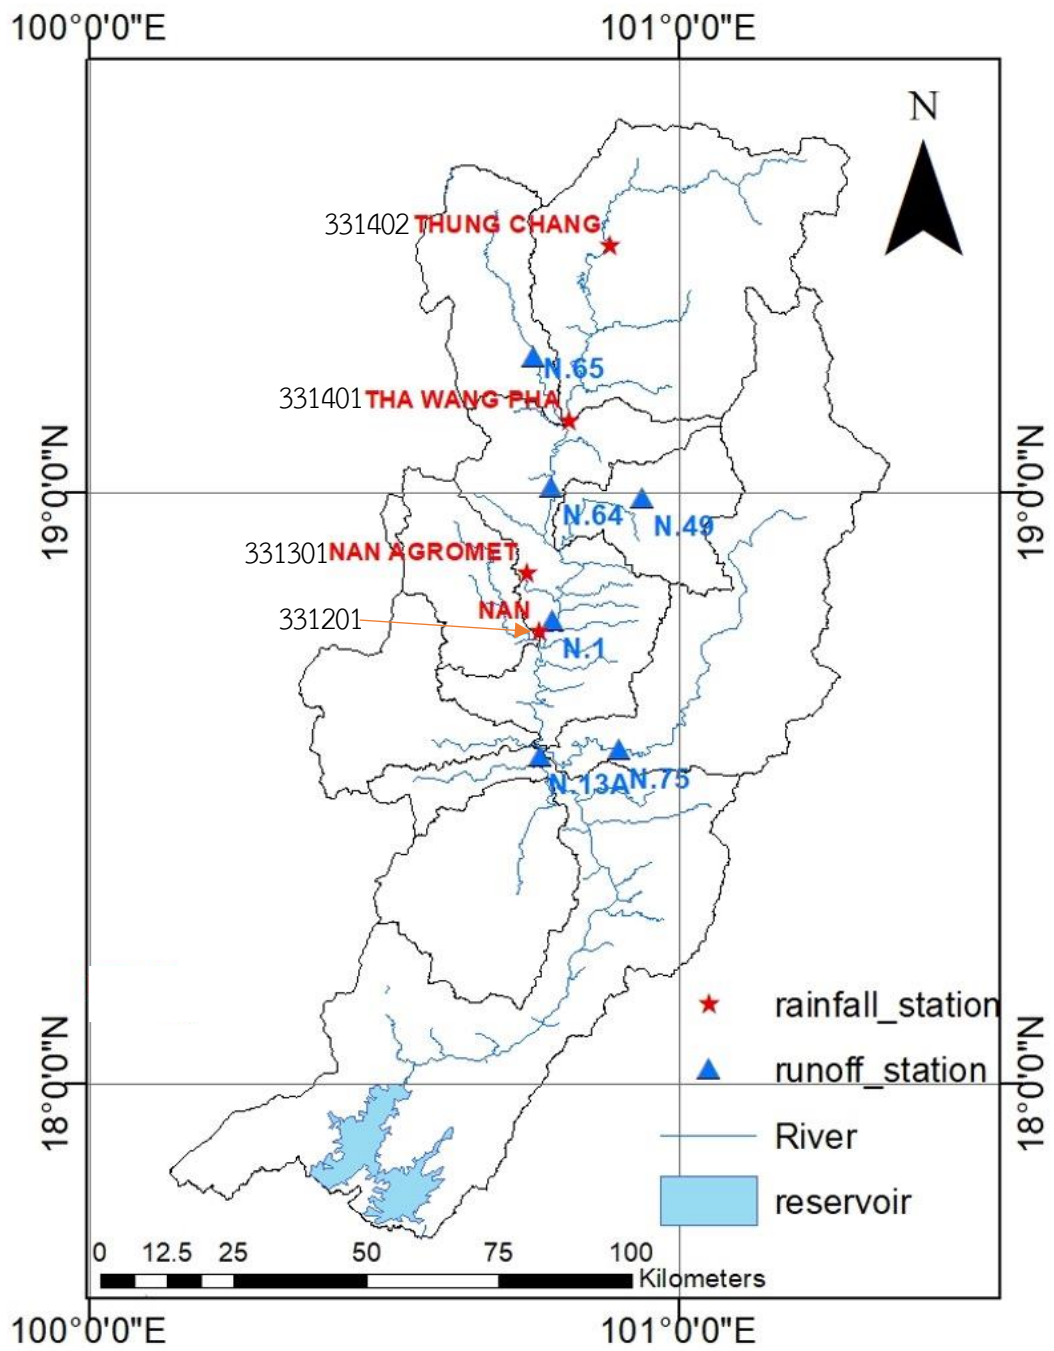 100°0'0"E 101°0'0"E
N
331402 THUNG CHANG
N.65
331401 THA WANG PHA
19°0'0"N 19°0'0"N
N.64 N.49
331301 NAN AGROMET
NAN
331201
N.1
N.13A N.75
rainfall_station
runoff_station
18°0'0"N 18°0'0"N
River
reservoir
0 12.5 25 50 75 100
Kilometers
100°0'0"E 101°0'0"E